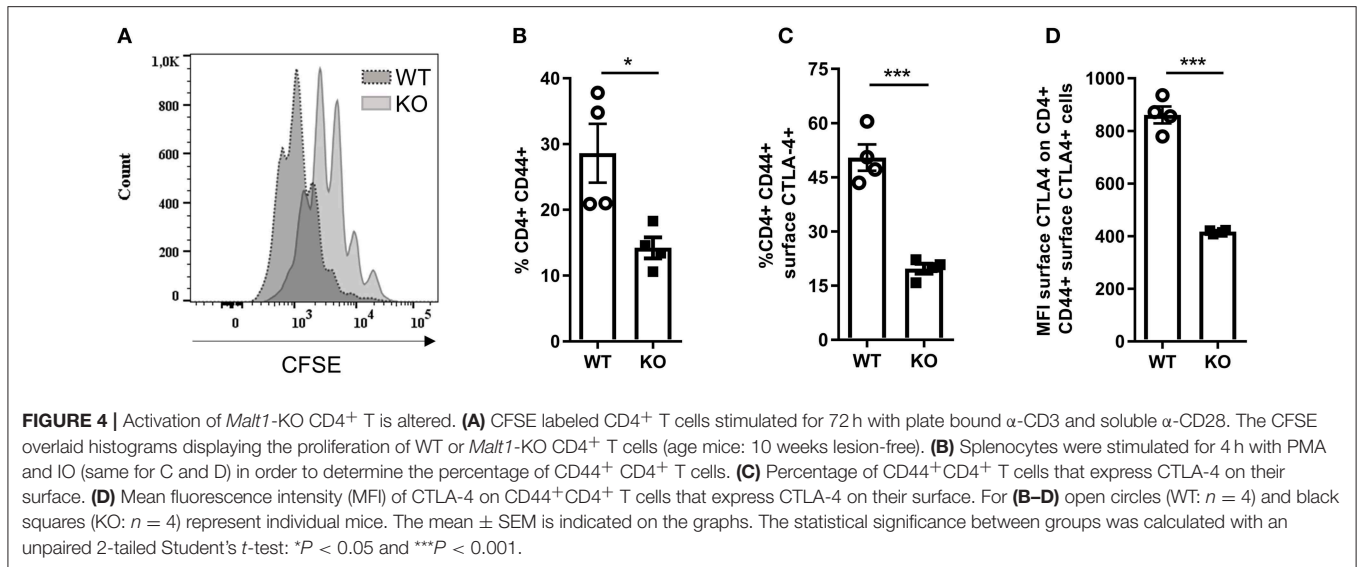 A
B
C
D
1,0K
800
600
400
200
0
Count
WT
KO
0
10³
10⁴
10⁵
CFSE
% CD4+ CD44+
40
30
20
10
0
*
WT
KO
%CD4+ CD44+
surface CTLA-4+
75
60
45
30
15
0
***
WT
KO
MFI surface CTLA4 on CD4+
CD44+ surface CTLA4+ cells
1000
800
600
400
200
0
***
WT
KO
FIGURE 4 | Activation of Malt1-KO CD4⁺ T is altered. (A) CFSE labeled CD4⁺ T cells stimulated for 72 h with plate bound α-CD3 and soluble α-CD28. The CFSE
overlaid histograms displaying the proliferation of WT or Malt1-KO CD4⁺ T cells (age mice: 10 weeks lesion-free). (B) Splenocytes were stimulated for 4 h with PMA
and IO (same for C and D) in order to determine the percentage of CD44⁺ CD4⁺ T cells. (C) Percentage of CD44⁺CD4⁺ T cells that express CTLA-4 on their
surface. (D) Mean fluorescence intensity (MFI) of CTLA-4 on CD44⁺CD4⁺ T cells that express CTLA-4 on their surface. For (B–D) open circles (WT: n = 4) and black
squares (KO: n = 4) represent individual mice. The mean ± SEM is indicated on the graphs. The statistical significance between groups was calculated with an
unpaired 2-tailed Student's t-test: *P < 0.05 and ***P < 0.001.